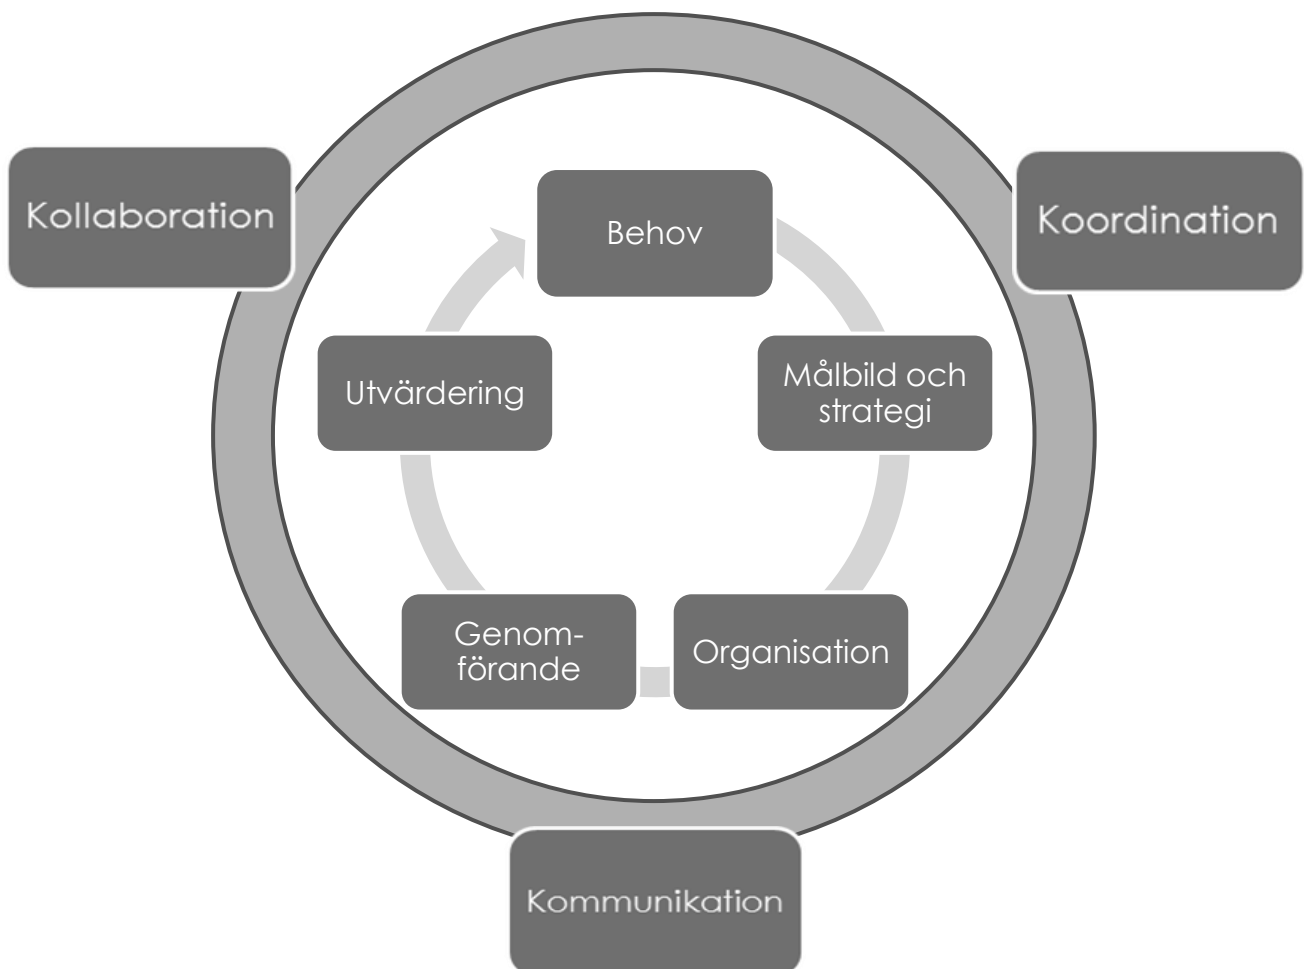 Kollaboration
Koordination
Behov
Målbild och
strategi
Utvärdering
Genom-
förande
Organisation
Kommunikation